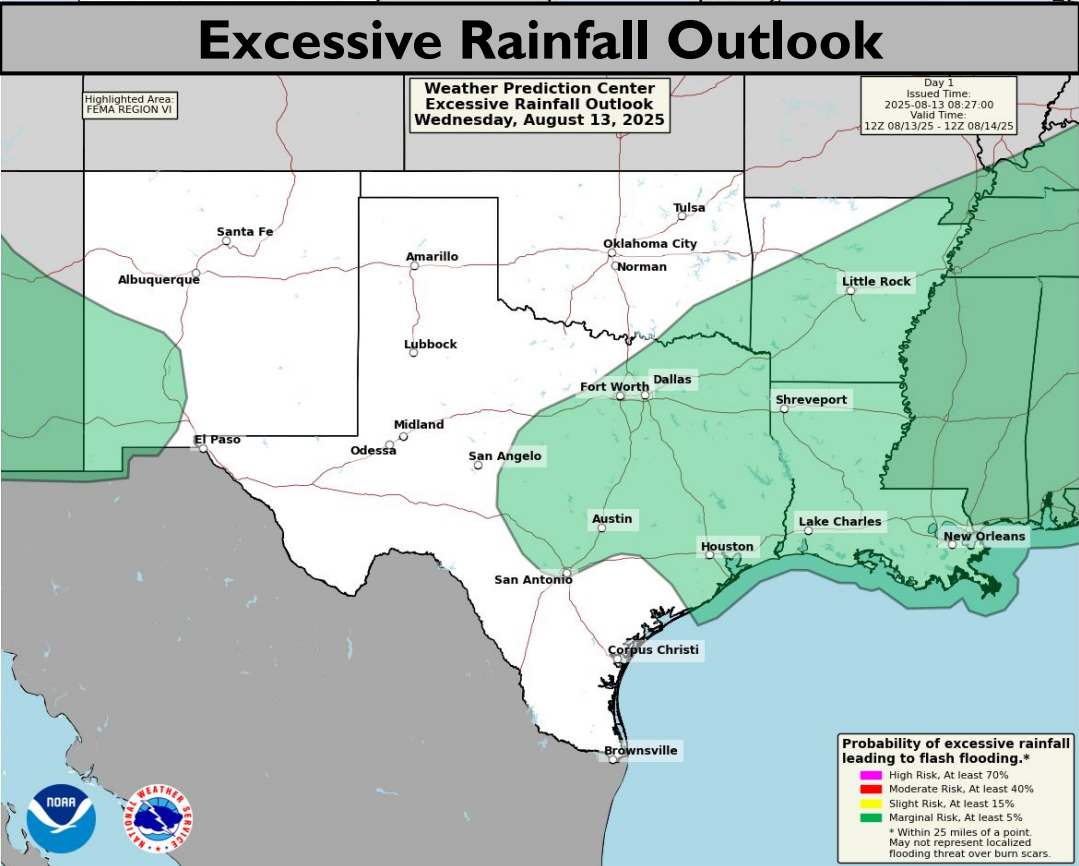 Excessive Rainfall Outlook
Highlighted Area:
FEMA REGION VI
Weather Prediction Center
Excessive Rainfall Outlook
Wednesday, August 13, 2025
Day 1
Issued Time:
2025-08-13 08:27:00
Valid Time:
12Z 08/13/25 - 12Z 08/14/25
Tulsa
Santa Fe
Oklahoma City
Amarillo
Norman
Albuquerque
Little Rock
Lubbock
Fort Worth
Dallas
Shreveport
Midland
El Paso
Odessa
San Angelo
Austin
Lake Charles
New Orleans
Houston
San Antonio
Corpus Christi
Brownsville
Probability of excessive rainfall
leading to flash flooding.*
High Risk, At least 70%
Moderate Risk, At least 40%
Slight Risk, At least 15%
Marginal Risk, At least 5%
* Within 25 miles of a point.
May not represent localized
flooding threat over burn scars.
NOAA
NATIONAL WEATHER SERVICE